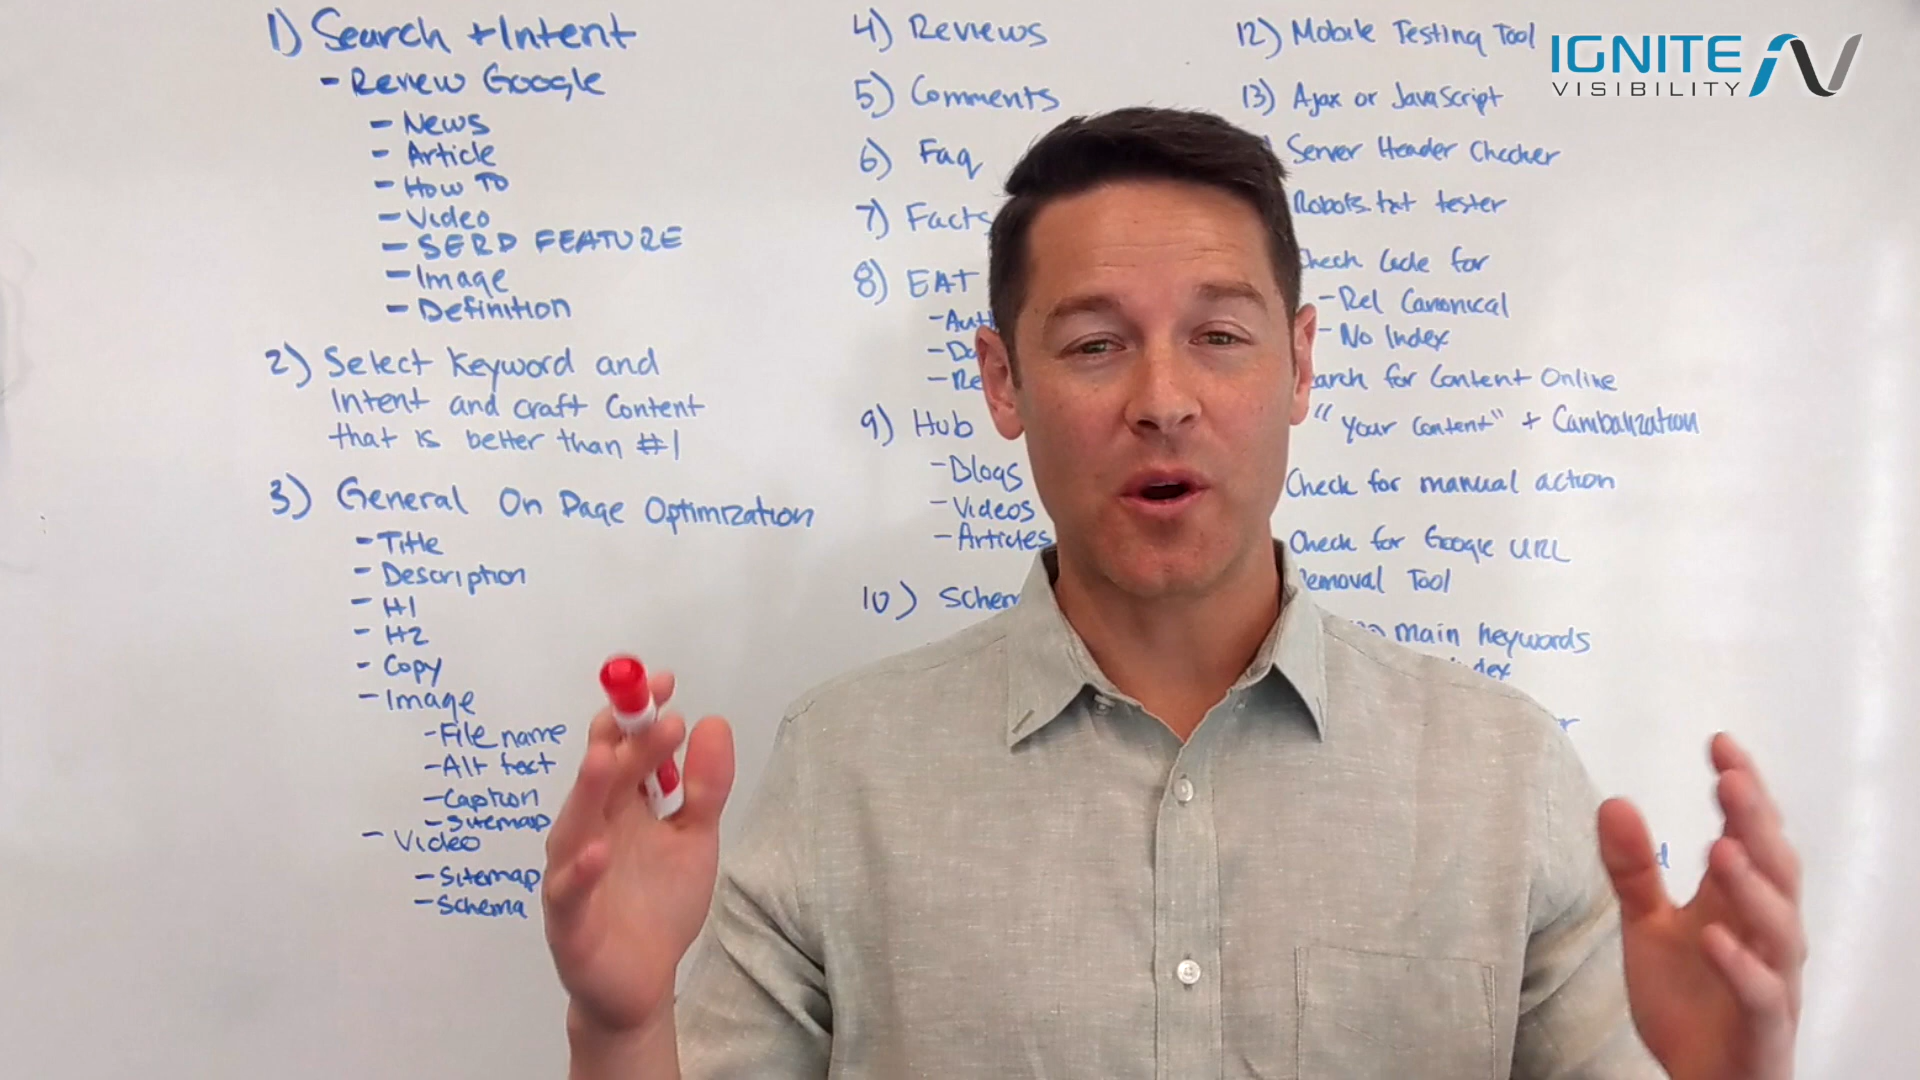 1) Search + Intent
- Review Google
- News
- Article
- How To
- Video
- SERP FEATURE
- Image
- Definition
2) Select Keyword and
Intent and craft Content
that is better than #1
3) General On Page Optimization
- Title
- Description
- H1
- H2
- Copy
- Image
- File name
- Alt text
- Caption
- Sitemap
- Video
- Sitemap
- Schema
4) Reviews
5) Comments
6) Faq
7) Facts
8) EAT
9) Hub
- Blogs
- Videos
- Articles
10)
12) Mobile Testing Tool
13) Ajax or JavaScript
Server Header Checker
Robots.txt tester
Code for
- Rel Canonical
- No Index
for Content Online
"Your Content" + Canibalization
Check for manual action
Check for Google URL
Tool
main keywords
IGNITE
VISIBILITY